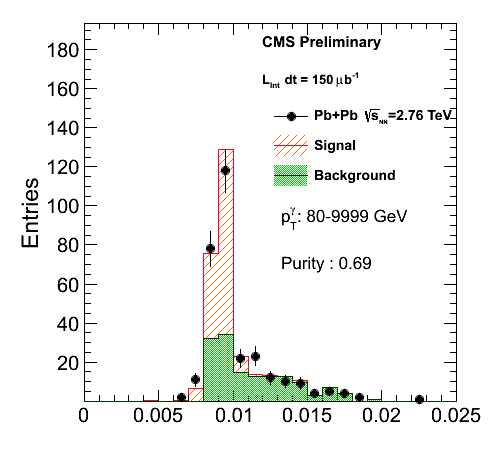 CMS Preliminary
L_Int dt = 150 μb⁻¹
Pb+Pb √s_NN=2.76 TeV
Signal
Background
p_T^γ: 80-9999 GeV
Purity : 0.69
Entries
180
160
140
120
100
80
60
40
20
0 0.005 0.01 0.015 0.02 0.025